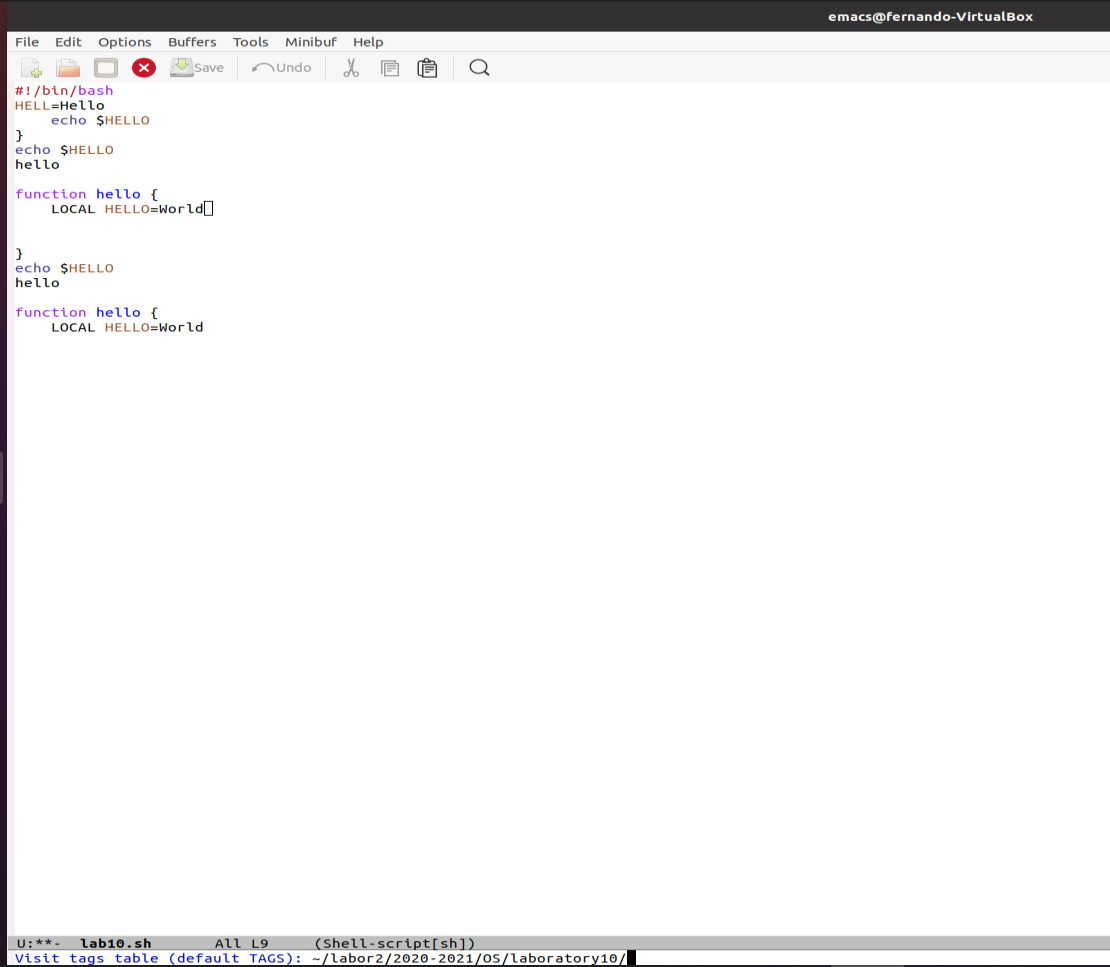 emacs@fernando-VirtualBox
File Edit Options Buffers Tools Minibuf Help
Save Undo
#!/bin/bash
HELL=Hello
    echo $HELLO
}
echo $HELLO
hello

function hello {
    LOCAL HELLO=World


}
echo $HELLO
hello

function hello {
    LOCAL HELLO=World
U:**-  lab10.sh       All L9     (Shell-script[sh])
Visit tags table (default TAGS): ~/labor2/2020-2021/OS/laboratory10/